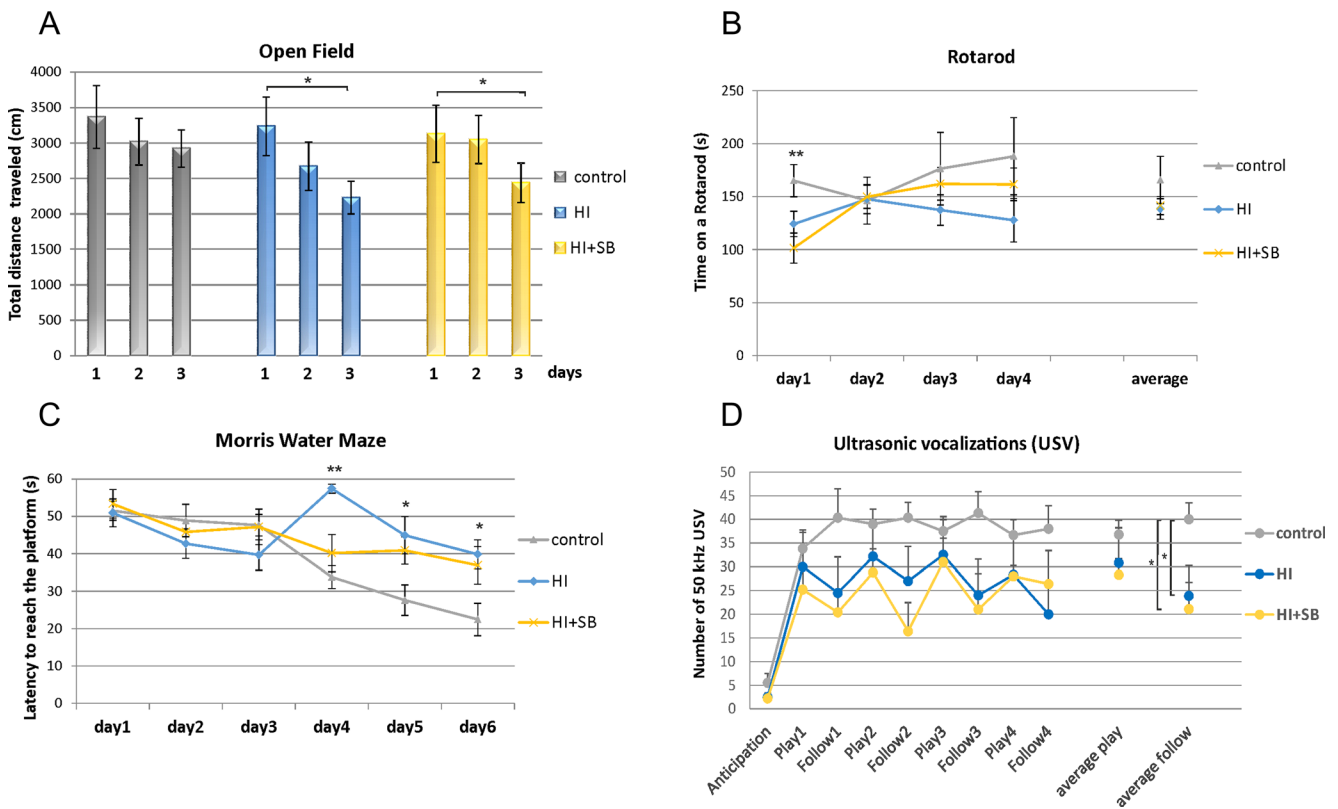 A
Open Field
Total distance traveled (cm)
4000
3500
3000
2500
2000
1500
1000
500
0
*
*
1 2 3 1 2 3 1 2 3 days
control
HI
HI+SB
B
Rotarod
Time on a Rotarod (s)
250
200
150
100
50
0
**
day1 day2 day3 day4 average
control
HI
HI+SB
C
Morris Water Maze
Latency to reach the platform (s)
60
50
40
30
20
10
0
**
*
*
day1 day2 day3 day4 day5 day6
control
HI
HI+SB
D
Ultrasonic vocalizations (USV)
Number of 50 kHz USV
50
45
40
35
30
25
20
15
10
5
0
*
*
Anticipation
Play1
Follow1
Play2
Follow2
Play3
Follow3
Play4
Follow4
average play
average follow
control
HI
HI+SB